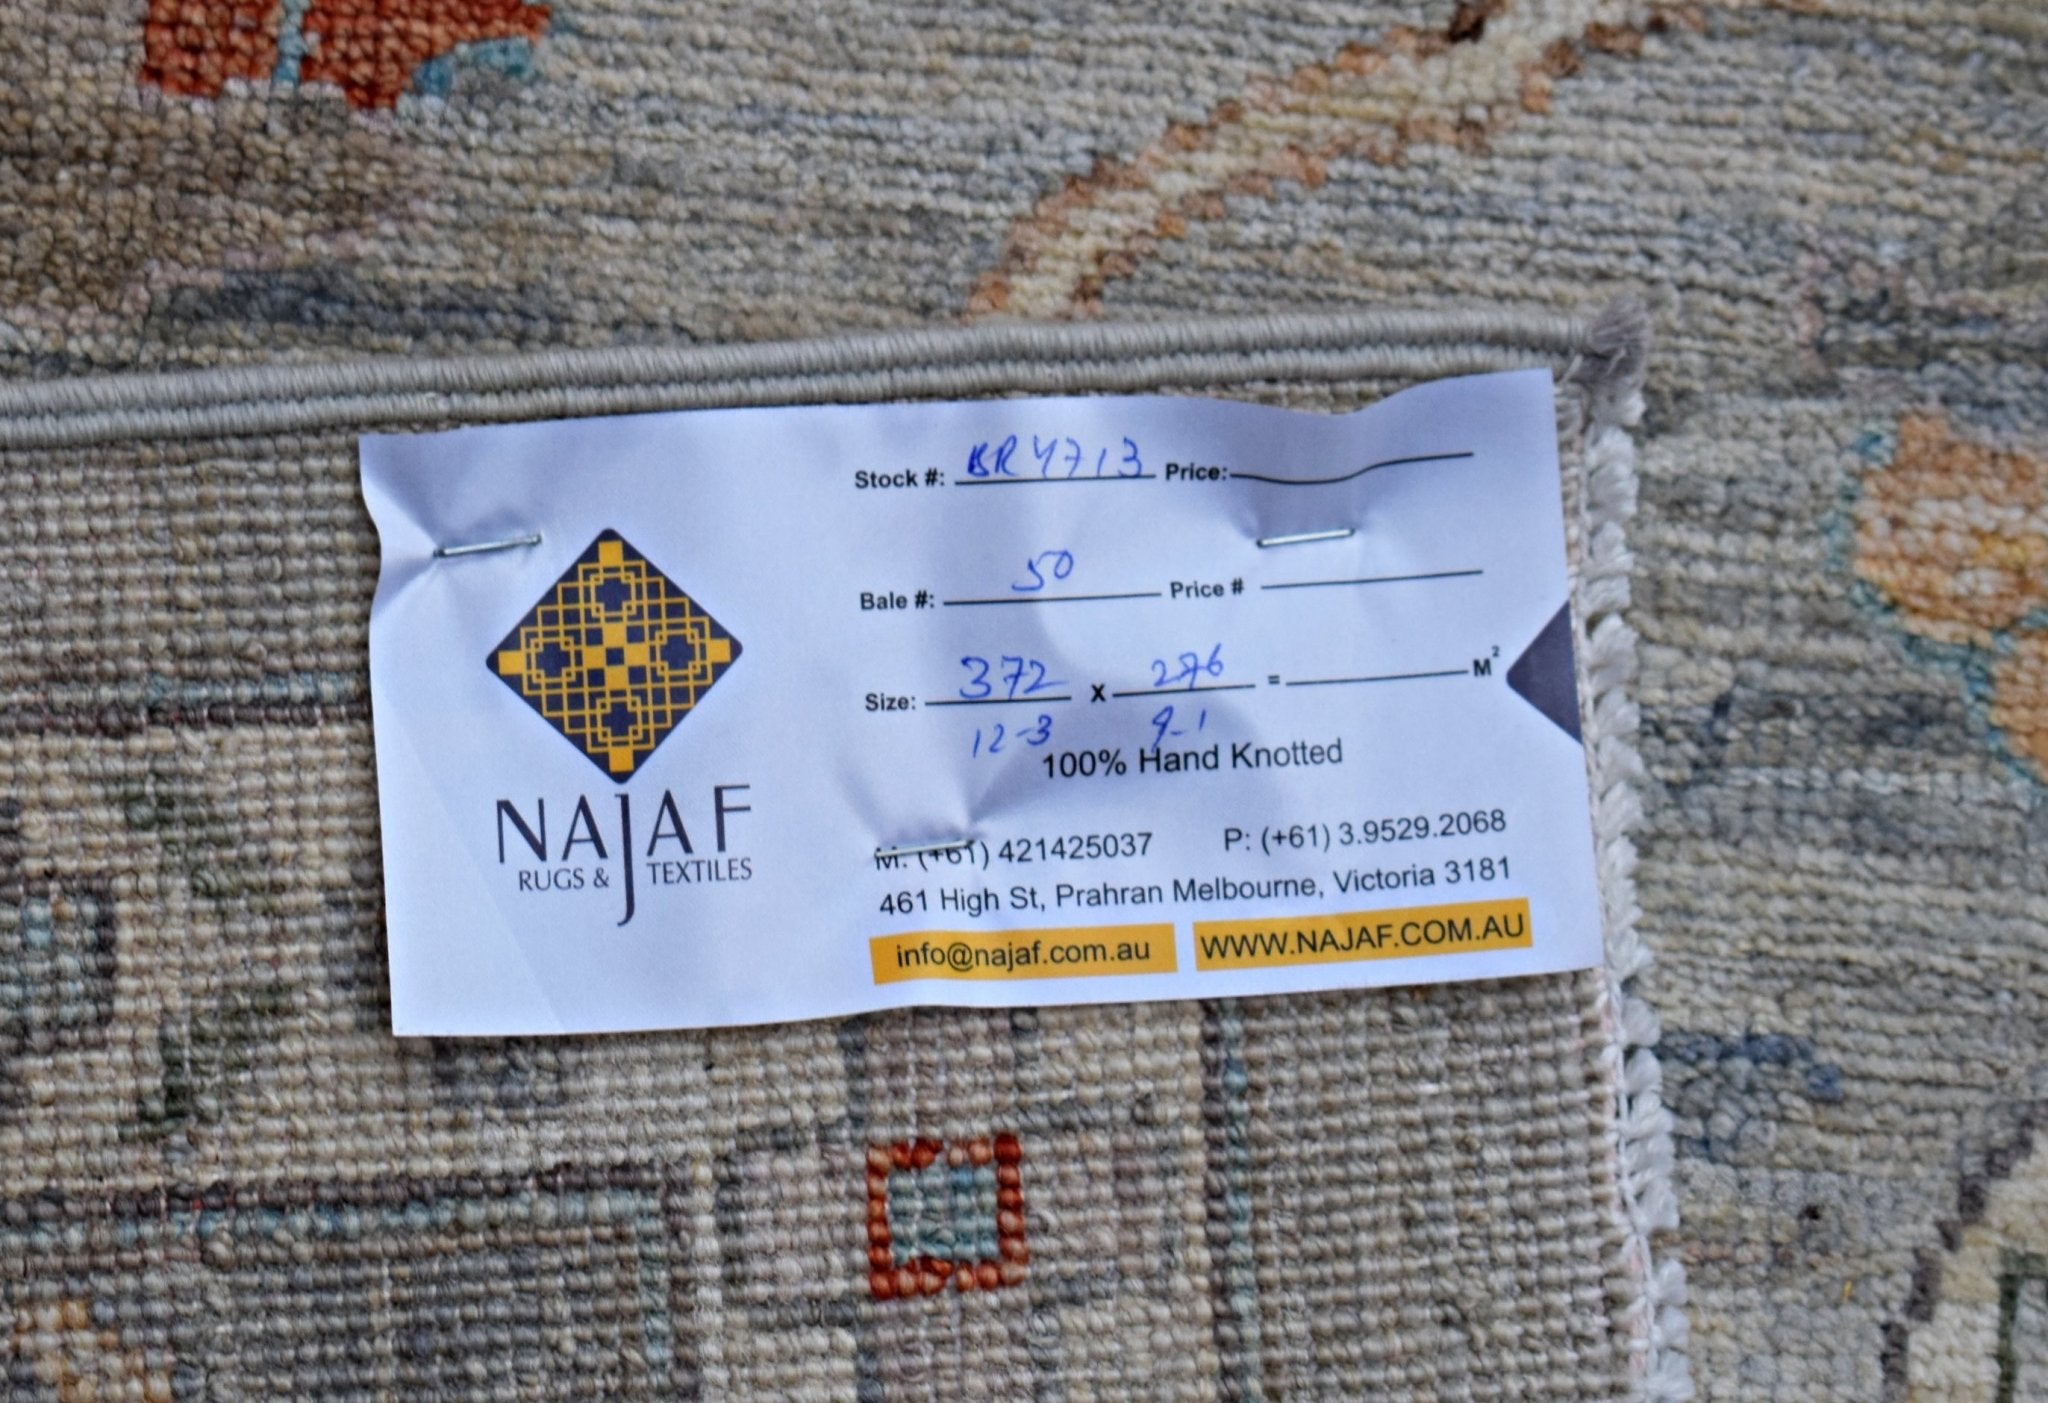 NAJAF
RUGS & TEXTILES
Stock #: BR4713 Price:
Bale #: 50 Price #
Size: 372 X 276 = M²
12-3 9-1
100% Hand Knotted
M: (+61) 421425037 P: (+61) 3.9529.2068
461 High St, Prahran Melbourne, Victoria 3181
info@najaf.com.au WWW.NAJAF.COM.AU